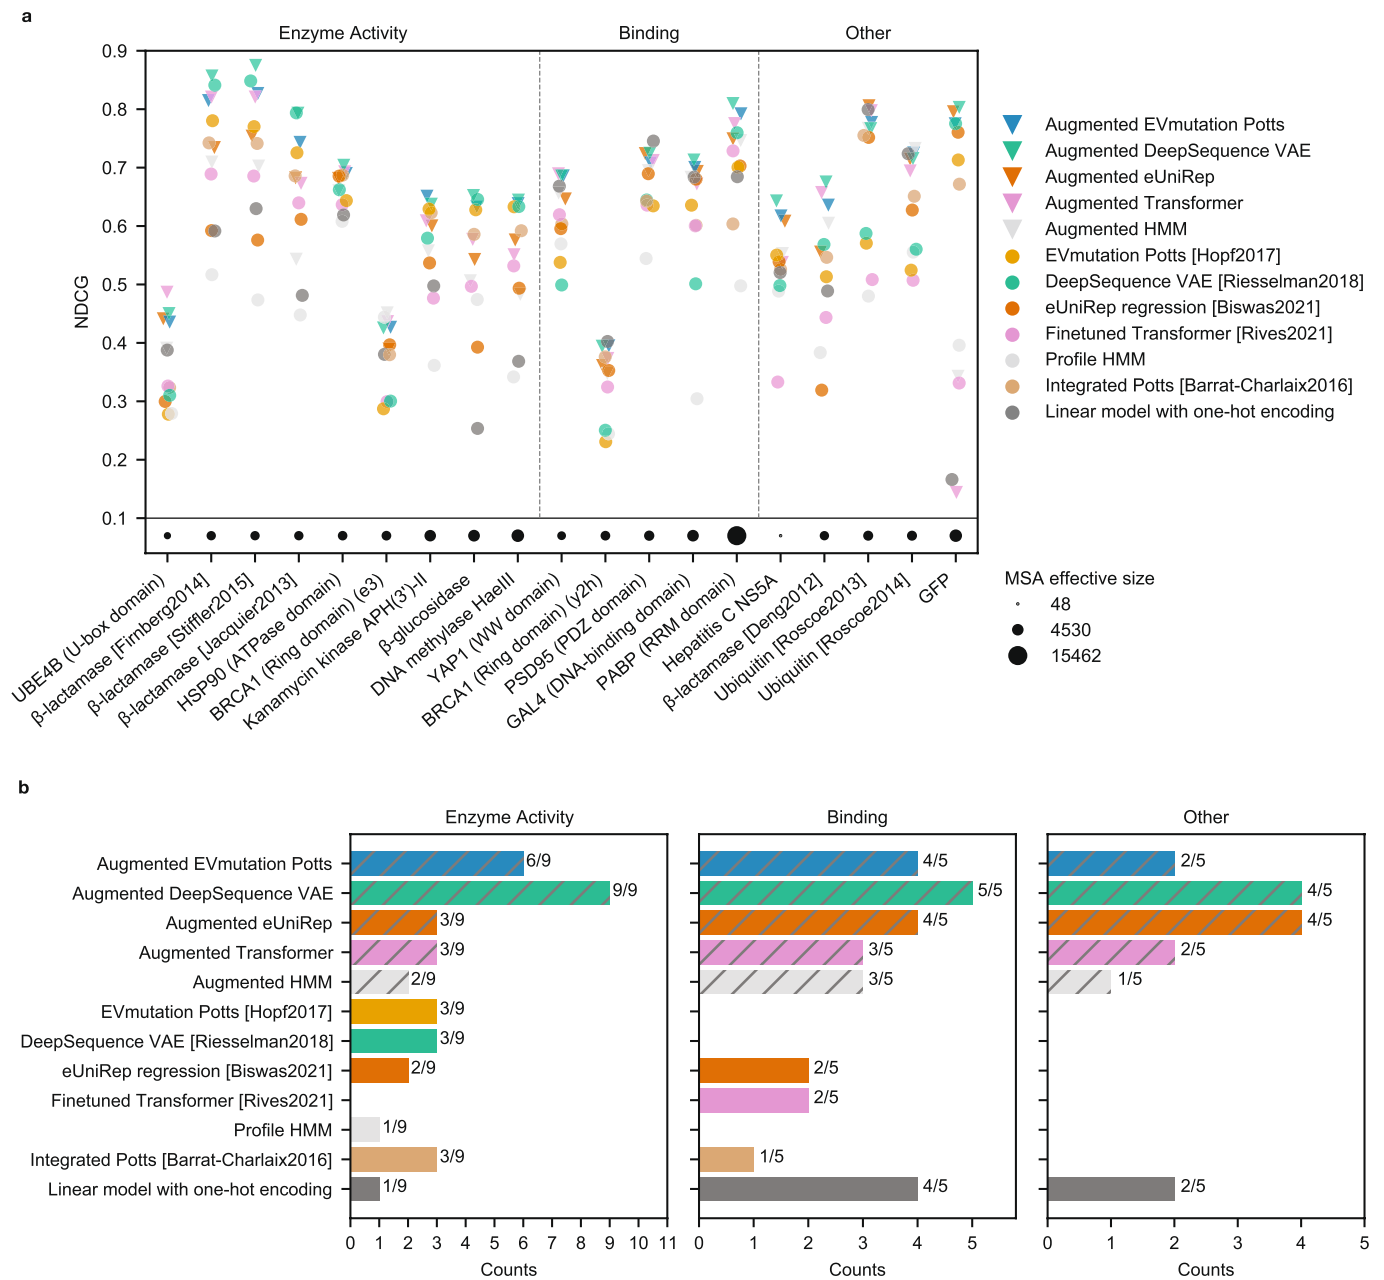 a
Enzyme Activity
Binding
Other
NDCG
0.9
0.8
0.7
0.6
0.5
0.4
0.3
0.2
0.1
UBE4B (U-box domain)
β-lactamase [Firnberg2014]
β-lactamase [Stiffler2015]
β-lactamase [Jacquier2013]
HSP90 (ATPase domain)
BRCA1 (Ring domain) (e3)
Kanamycin kinase APH(3')-II
β-glucosidase
DNA methylase HaeIII
YAP1 (WW domain)
BRCA1 (Ring domain) (y2h)
PSD95 (PDZ domain)
GAL4 (DNA-binding domain)
PABP (RRM domain)
Hepatitis C NS5A
β-lactamase [Deng2012]
Ubiquitin [Roscoe2013]
Ubiquitin [Roscoe2014]
GFP
Augmented EVmutation Potts
Augmented DeepSequence VAE
Augmented eUniRep
Augmented Transformer
Augmented HMM
EVmutation Potts [Hopf2017]
DeepSequence VAE [Riesselman2018]
eUniRep regression [Biswas2021]
Finetuned Transformer [Rives2021]
Profile HMM
Integrated Potts [Barrat-Charlaix2016]
Linear model with one-hot encoding
MSA effective size
48
4530
15462
b
Enzyme Activity
Binding
Other
Augmented EVmutation Potts 6/9 4/5 2/5
Augmented DeepSequence VAE 9/9 5/5 4/5
Augmented eUniRep 3/9 4/5 4/5
Augmented Transformer 3/9 3/5 2/5
Augmented HMM 2/9 3/5 1/5
EVmutation Potts [Hopf2017] 3/9
DeepSequence VAE [Riesselman2018] 3/9
eUniRep regression [Biswas2021] 2/9 2/5
Finetuned Transformer [Rives2021] 2/5
Profile HMM 1/9
Integrated Potts [Barrat-Charlaix2016] 3/9 1/5
Linear model with one-hot encoding 1/9 4/5 2/5
0 1 2 3 4 5 6 7 8 9 10 11
0 1 2 3 4 5
0 1 2 3 4 5
Counts
Counts
Counts